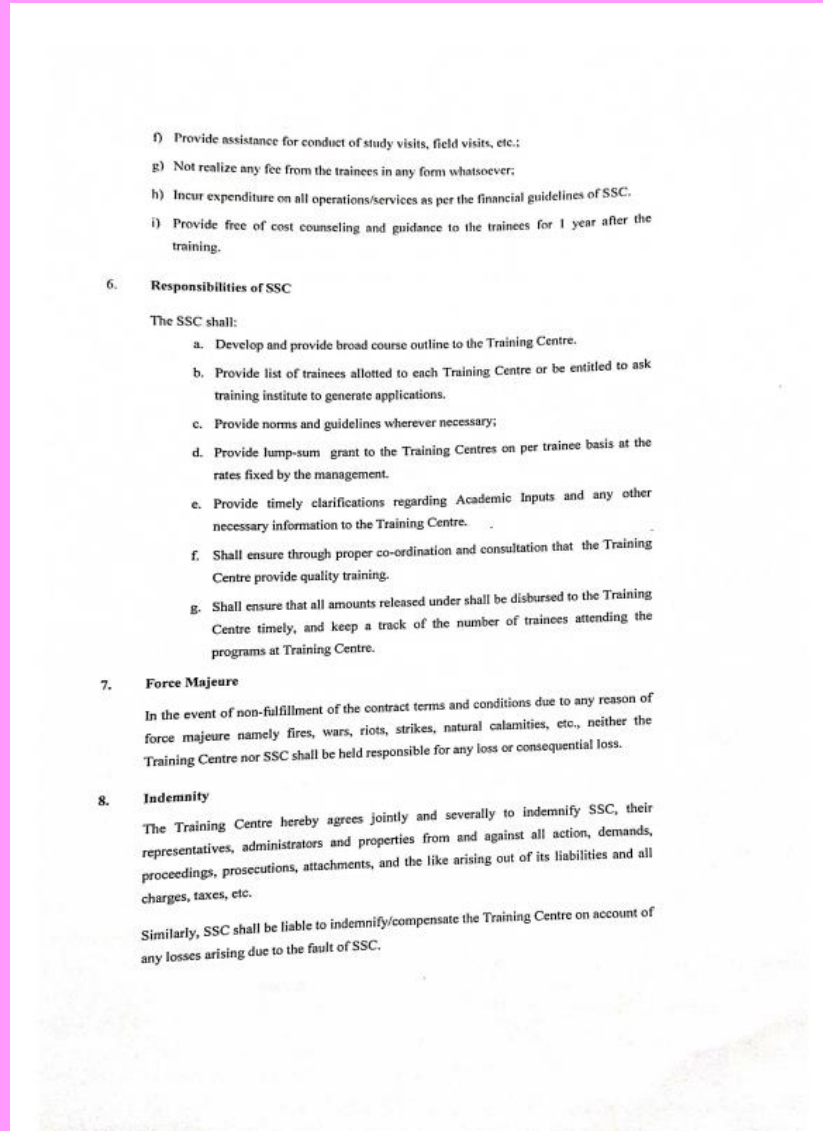 f) Provide assistance for conduct of study visits, field visits, etc.;
g) Not realize any fee from the trainees in any form whatsoever;
h) Incur expenditure on all operations/services as per the financial guidelines of SSC.
i) Provide free of cost counseling and guidance to the trainees for 1 year after the
training.
6. Responsibilities of SSC
The SSC shall:
a. Develop and provide broad course outline to the Training Centre.
b. Provide list of trainees allotted to each Training Centre or be entitled to ask
training institute to generate applications.
c. Provide norms and guidelines wherever necessary;
d. Provide lump-sum grant to the Training Centres on per trainee basis at the
rates fixed by the management.
e. Provide timely clarifications regarding Academic Inputs and any other
necessary information to the Training Centre.
f. Shall ensure through proper co-ordination and consultation that the Training
Centre provide quality training.
g. Shall ensure that all amounts released under shall be disbursed to the Training
Centre timely, and keep a track of the number of trainees attending the
programs at Training Centre.
7. Force Majeure
In the event of non-fulfillment of the contract terms and conditions due to any reason of
force majeure namely fires, wars, riots, strikes, natural calamities, etc., neither the
Training Centre nor SSC shall be held responsible for any loss or consequential loss.
8. Indemnity
The Training Centre hereby agrees jointly and severally to indemnify SSC, their
representatives, administrators and properties from and against all action, demands,
proceedings, prosecutions, attachments, and the like arising out of its liabilities and all
charges, taxes, etc.
Similarly, SSC shall be liable to indemnify/compensate the Training Centre on account of
any losses arising due to the fault of SSC.